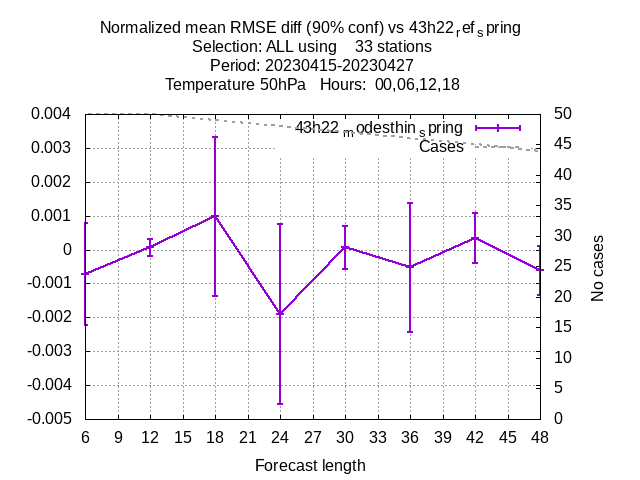 Normalized mean RMSE diff (90% conf) vs 43h22refspring
Selection: ALL using 33 stations
Period: 20230415-20230427
Temperature 50hPa Hours: 00,06,12,18
43h22modesthinspring
Cases
0.004
0.003
0.002
0.001
0
-0.001
-0.002
-0.003
-0.004
-0.005
50
45
40
35
30
25
20
15
10
5
0
No cases
6 9 12 15 18 21 24 27 30 33 36 39 42 45 48
Forecast length